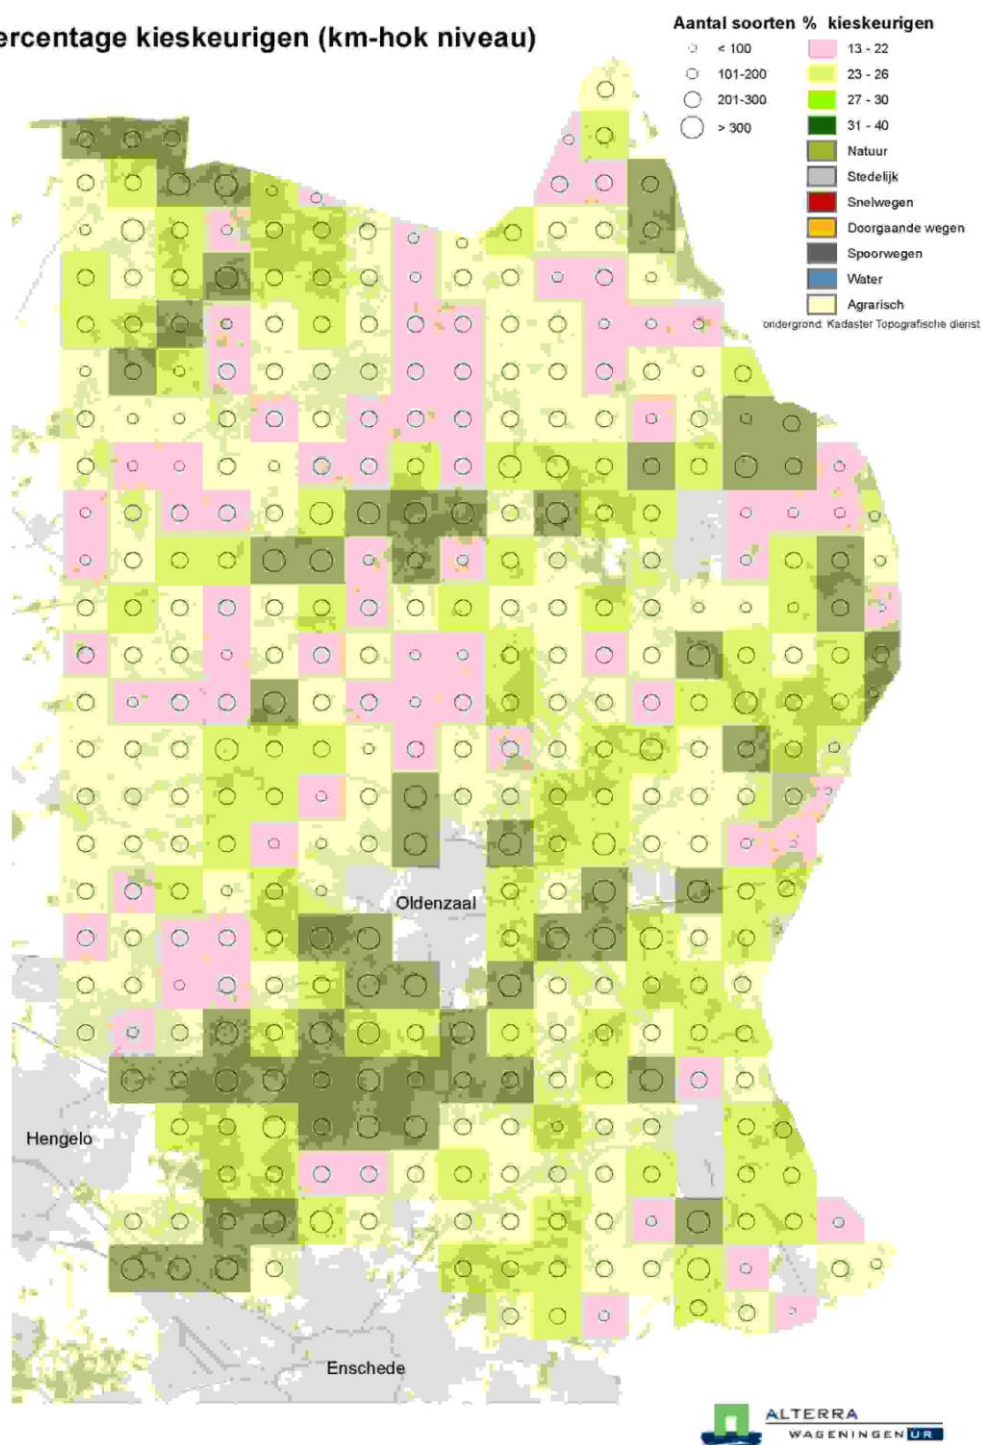 ercentage kieskeurigen (km-hok niveau)
Aantal soorten % kieskeurigen
< 100
101-200
201-300
> 300
13 - 22
23 - 26
27 - 30
31 - 40
Natuur
Stedelijk
Snelwegen
Doorgaande wegen
Spoorwegen
Water
Agrarisch
ondergrond: Kadaster Topografische dienst
Oldenzaal
Hengelo
Enschede
ALTERRA
WAGENINGEN UR